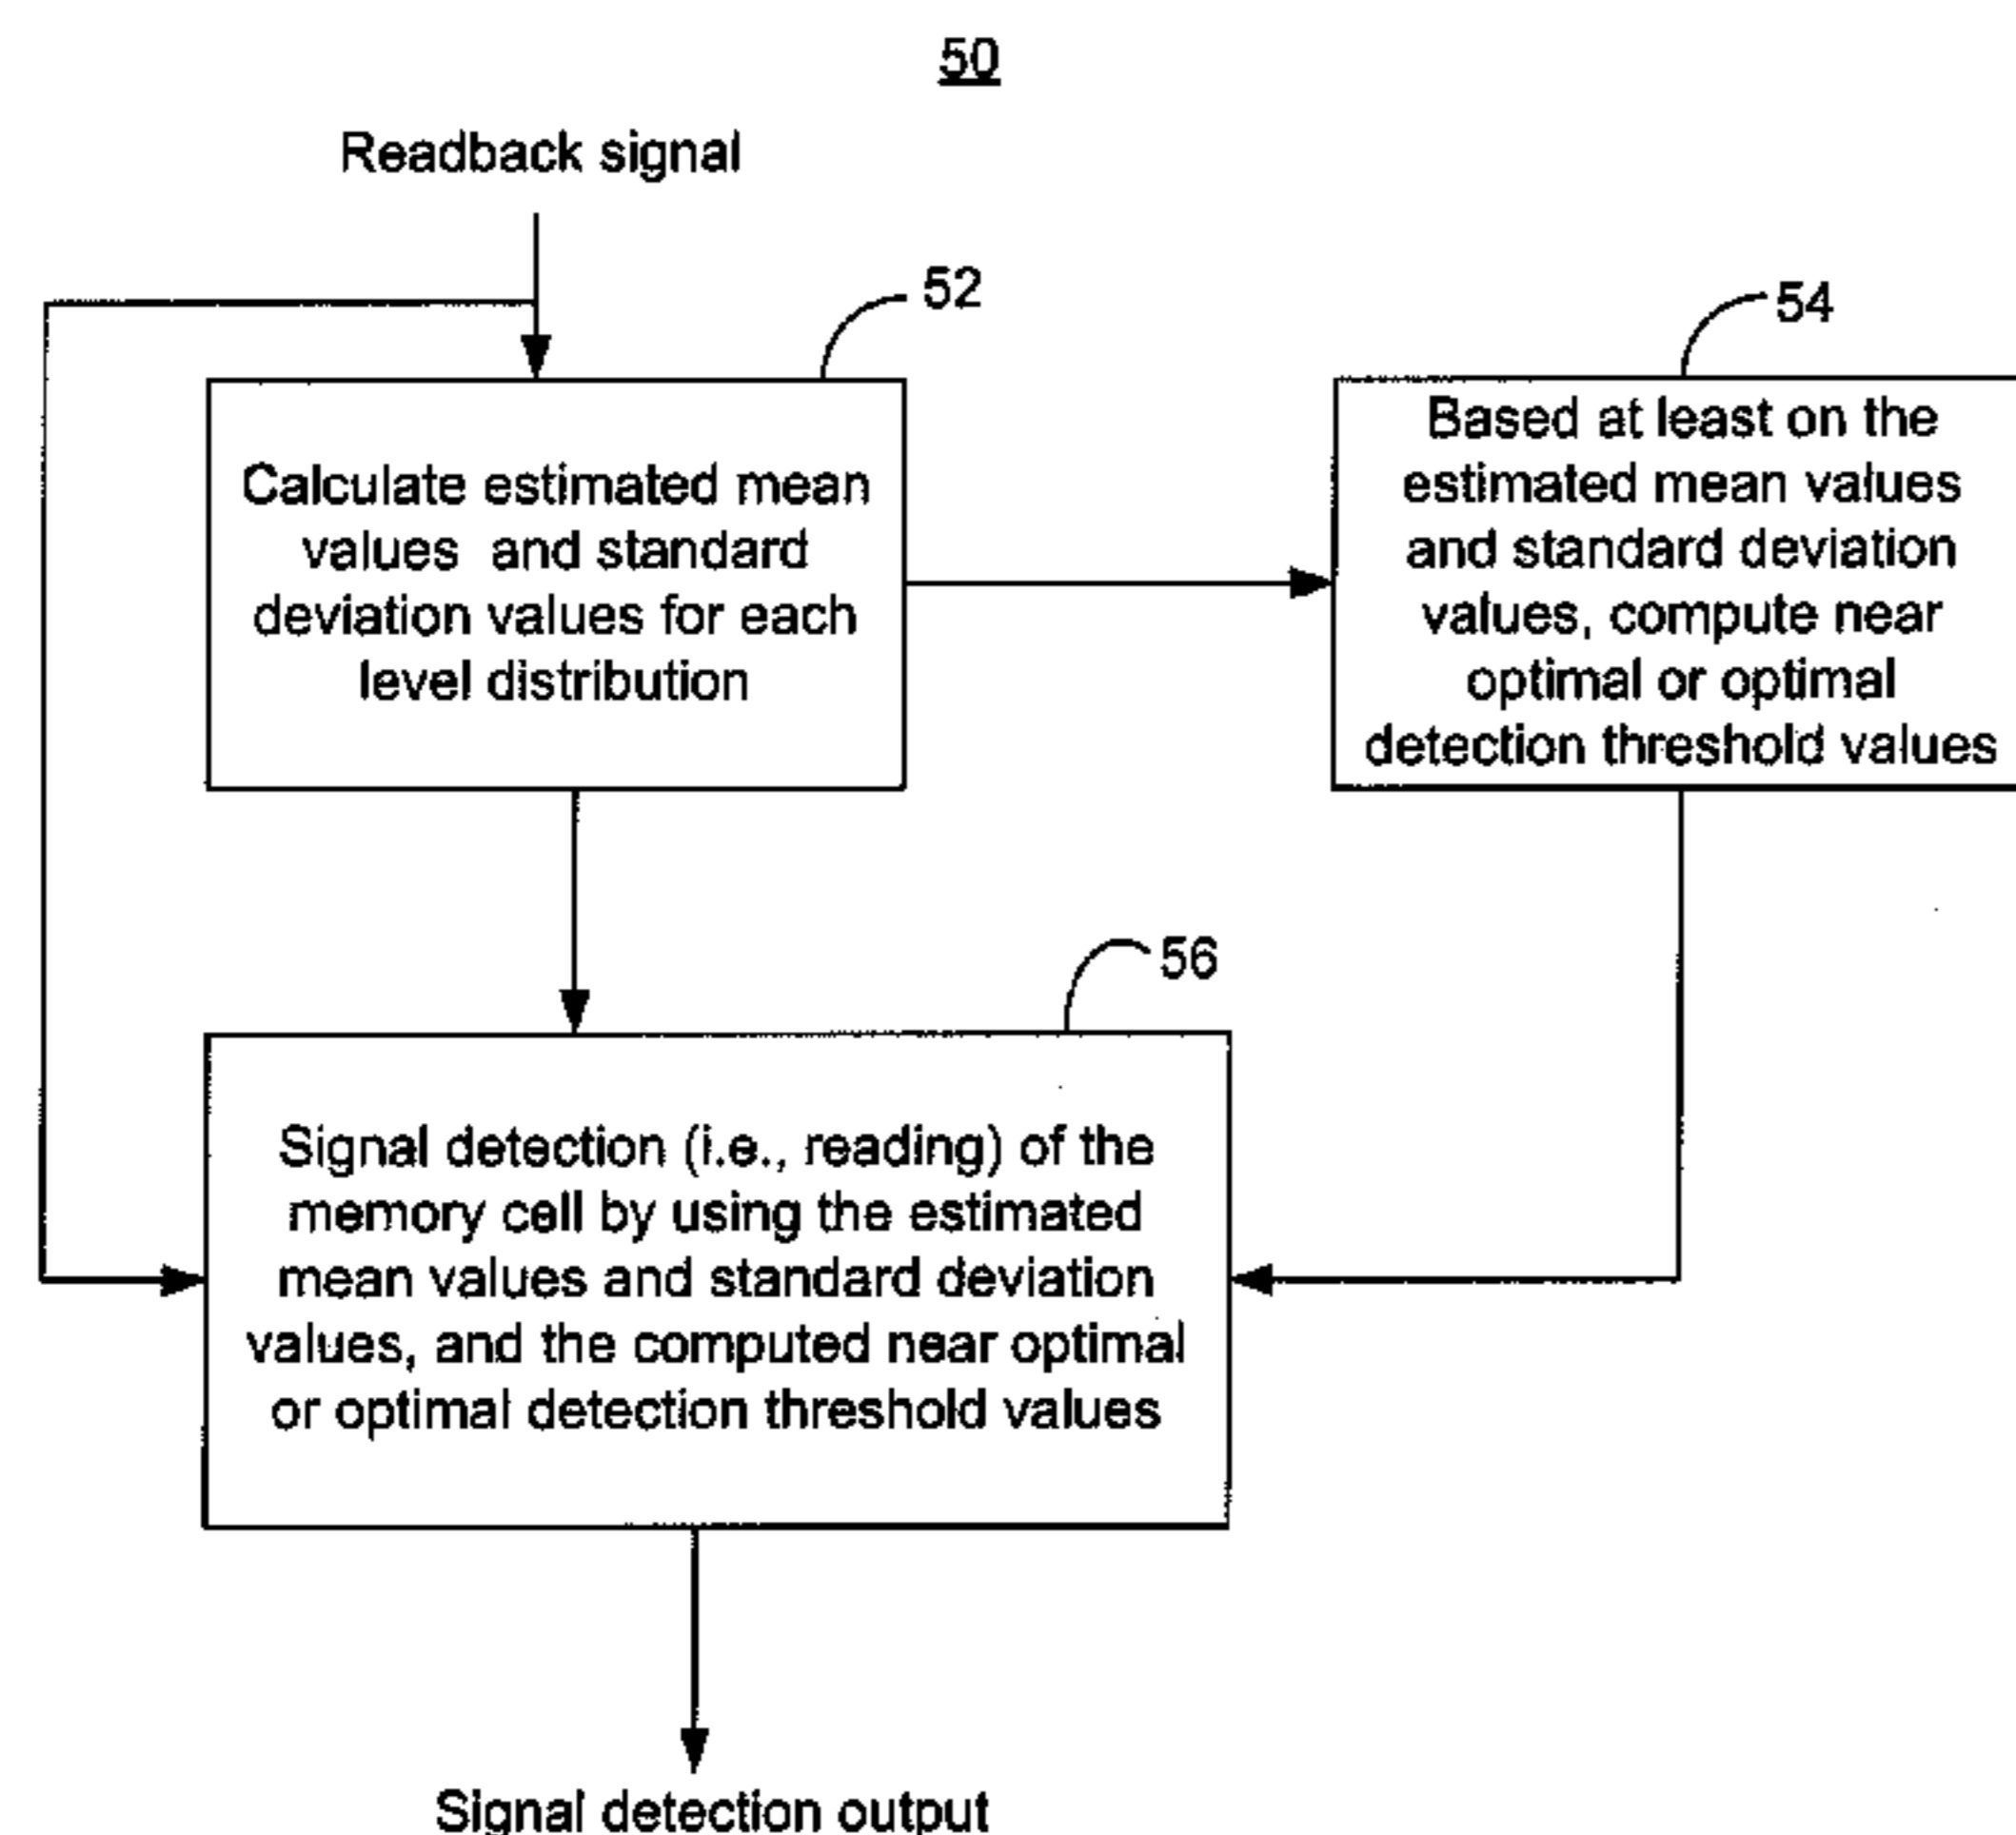 50
Readback signal
52
Calculate estimated mean
values and standard
deviation values for each
level distribution
54
Based at least on the
estimated mean values
and standard deviation
values, compute near
optimal or optimal
detection threshold values
56
Signal detection (i.e., reading) of the
memory cell by using the estimated
mean values and standard deviation
values, and the computed near optimal
or optimal detection threshold values
Signal detection output